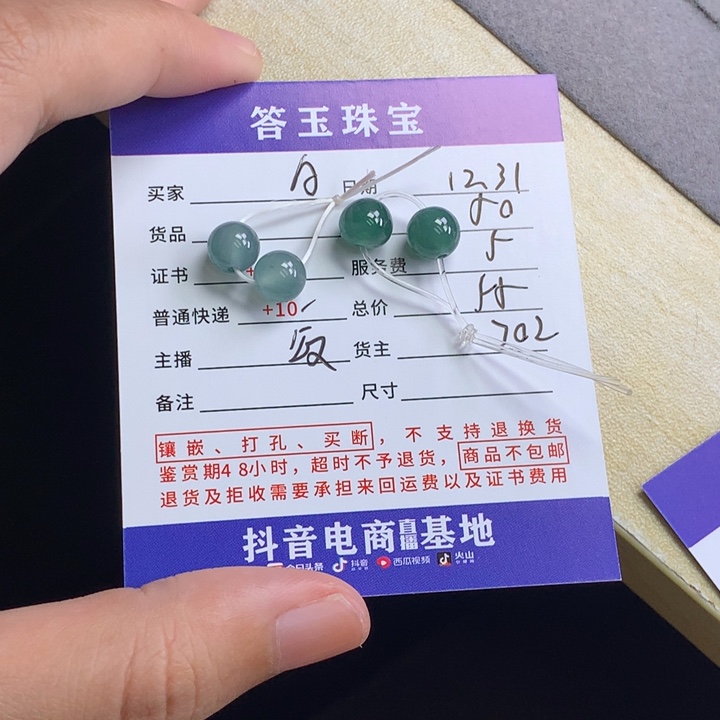 答玉珠宝
买家 日期 12.31
货品 50
证书 + 服务费 5
普通快递 +10 总价 55
主播 货主 702
备注 尺寸
镶嵌、打孔、买断，不支持退换货
鉴赏期48小时，超时不予退货，商品不包邮
退货及拒收需要承担来回运费以及证书费用
抖音电商直播基地
今日头条 抖音 西瓜视频 火山